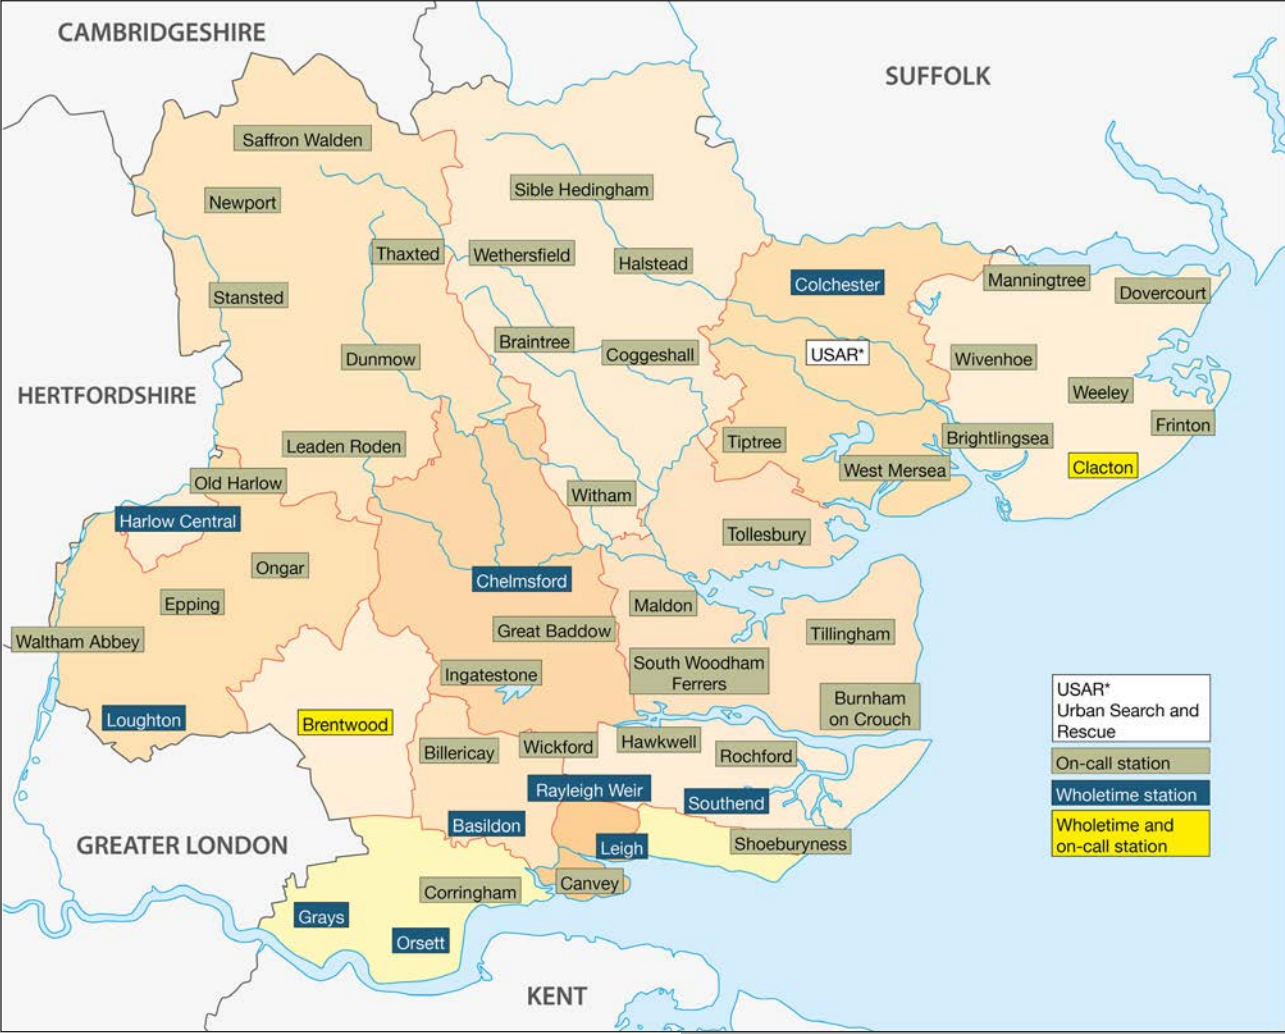 CAMBRIDGESHIRE
SUFFOLK
Saffron Walden
Sible Hedingham
Newport
Thaxted
Wethersfield
Halstead
Colchester
Manningtree
Dovercourt
Stansted
Braintree
Coggeshall
USAR*
Dunmow
Wivenhoe
Weeley
HERTFORDSHIRE
Frinton
Leaden Roden
Tiptree
Brightlingsea
West Mersea
Clacton
Old Harlow
Witham
Harlow Central
Tollesbury
Ongar
Chelmsford
Epping
Maldon
Waltham Abbey
Great Baddow
Tillingham
Ingatestone
South Woodham
Ferrers
Burnham
on Crouch
Loughton
Brentwood
Billericay
Wickford
Hawkwell
Rochford
Rayleigh Weir
Southend
Basildon
Leigh
Shoeburyness
GREATER LONDON
Corringham
Canvey
Grays
Orsett
KENT
USAR*
Urban Search and
Rescue
On-call station
Wholetime station
Wholetime and
on-call station